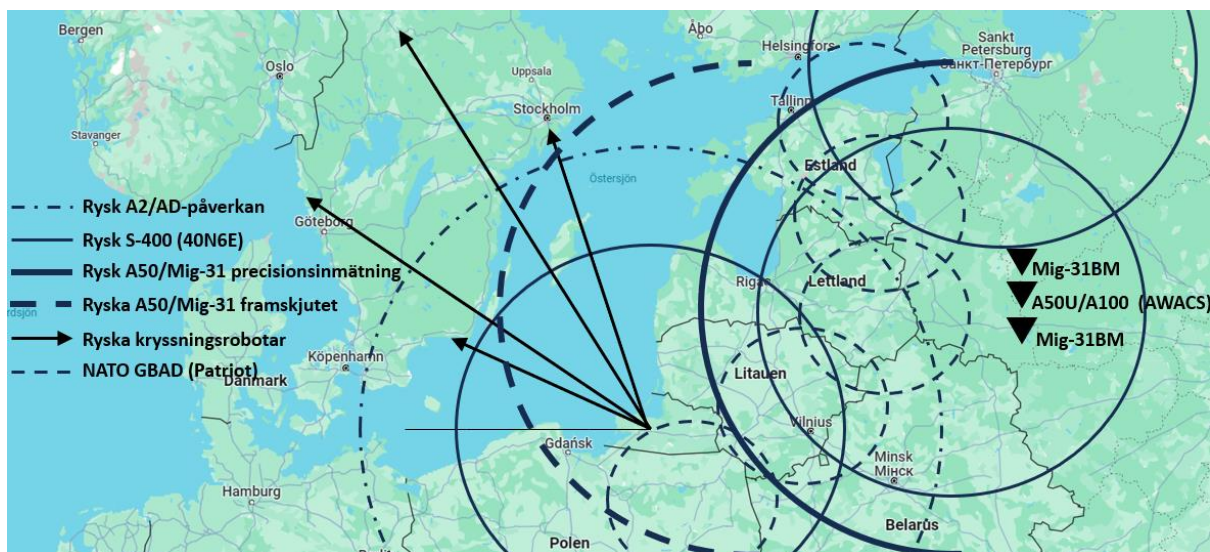 Bergen
Oslo
Uppsala
Stockholm
Stavanger
Åbo
Helsingfors
Sankt
Petersburg
Санкт-Петербург
Tallinn
Östersjön
Estland
Göteborg
Rysk A2/AD-påverkan
Rysk S-400 (40N6E)
Rysk A50/Mig-31 precisionsinmätning
Ryska A50/Mig-31 framskjutet
Ryska kryssningsrobotar
NATO GBAD (Patriot)
rdsjön
Riga
Lettland
Mig-31BM
A50U/A100 (AWACS)
Mig-31BM
Köpenhamn
Danmark
Litauen
Vilnius
Gdańsk
Minsk
Мінск
Hamburg
Belarus
Polen